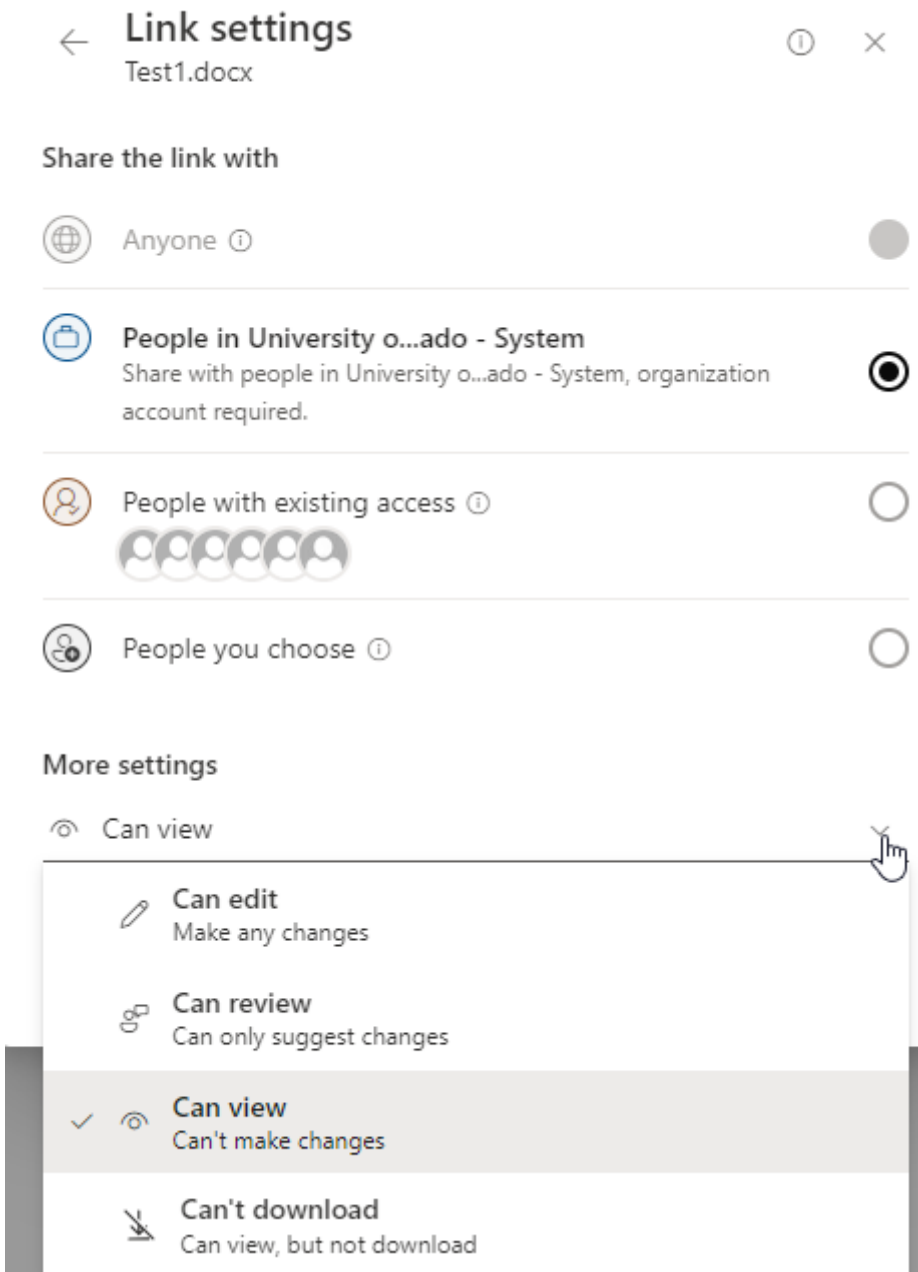 Link settings
Test1.docx
Share the link with
Anyone
People in University o...ado - System
Share with people in University o...ado - System, organization
account required.
People with existing access
People you choose
More settings
Can view
Can edit
Make any changes
Can review
Can only suggest changes
Can view
Can't make changes
Can't download
Can view, but not download